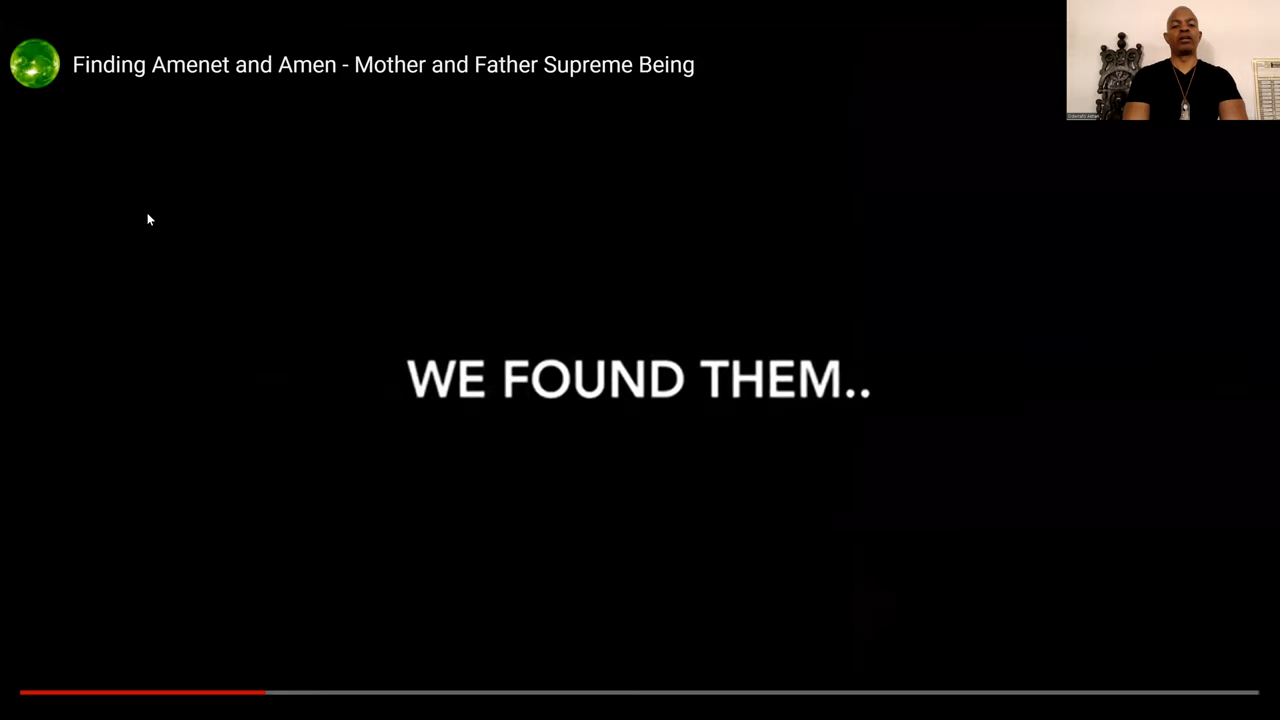 Finding Amenet and Amen - Mother and Father Supreme Being
WE FOUND THEM..